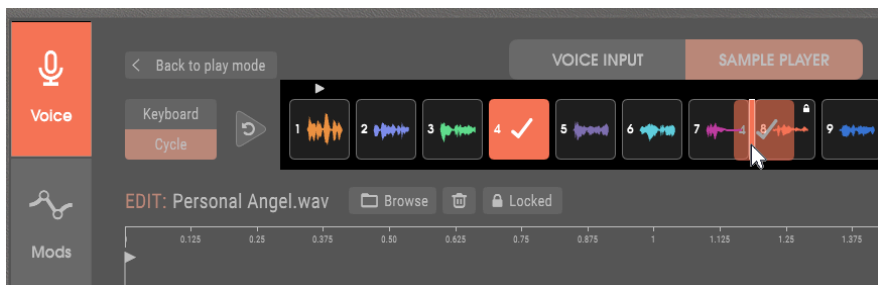 VOICE INPUT SAMPLE PLAYER
Back to play mode
Voice
Keyboard
Cycle
1 2 3 4 5 6 7 4 8 9
EDIT: Personal Angel.wav Browse Locked
0.125 0.25 0.375 0.50 0.625 0.75 0.875 1 1.125 1.25 1.375
Mods